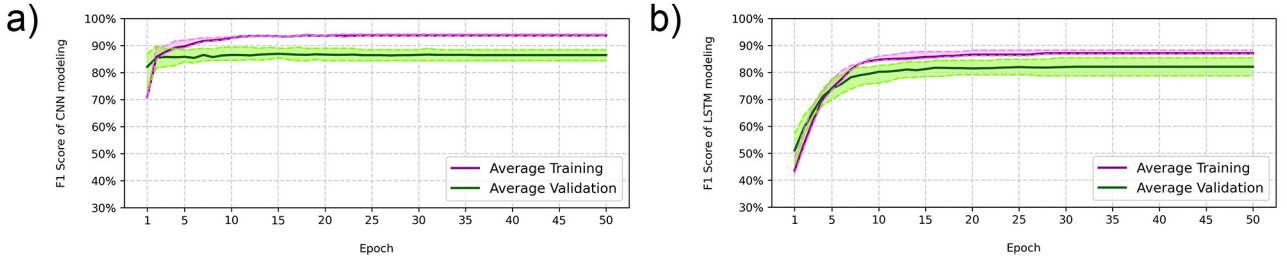 a)
F1 Score of CNN modeling
100%
90%
80%
70%
60%
50%
40%
30%
Average Training
Average Validation
1 5 10 15 20 25 30 35 40 45 50
Epoch
b)
F1 Score of LSTM modeling
100%
90%
80%
70%
60%
50%
40%
30%
Average Training
Average Validation
1 5 10 15 20 25 30 35 40 45 50
Epoch